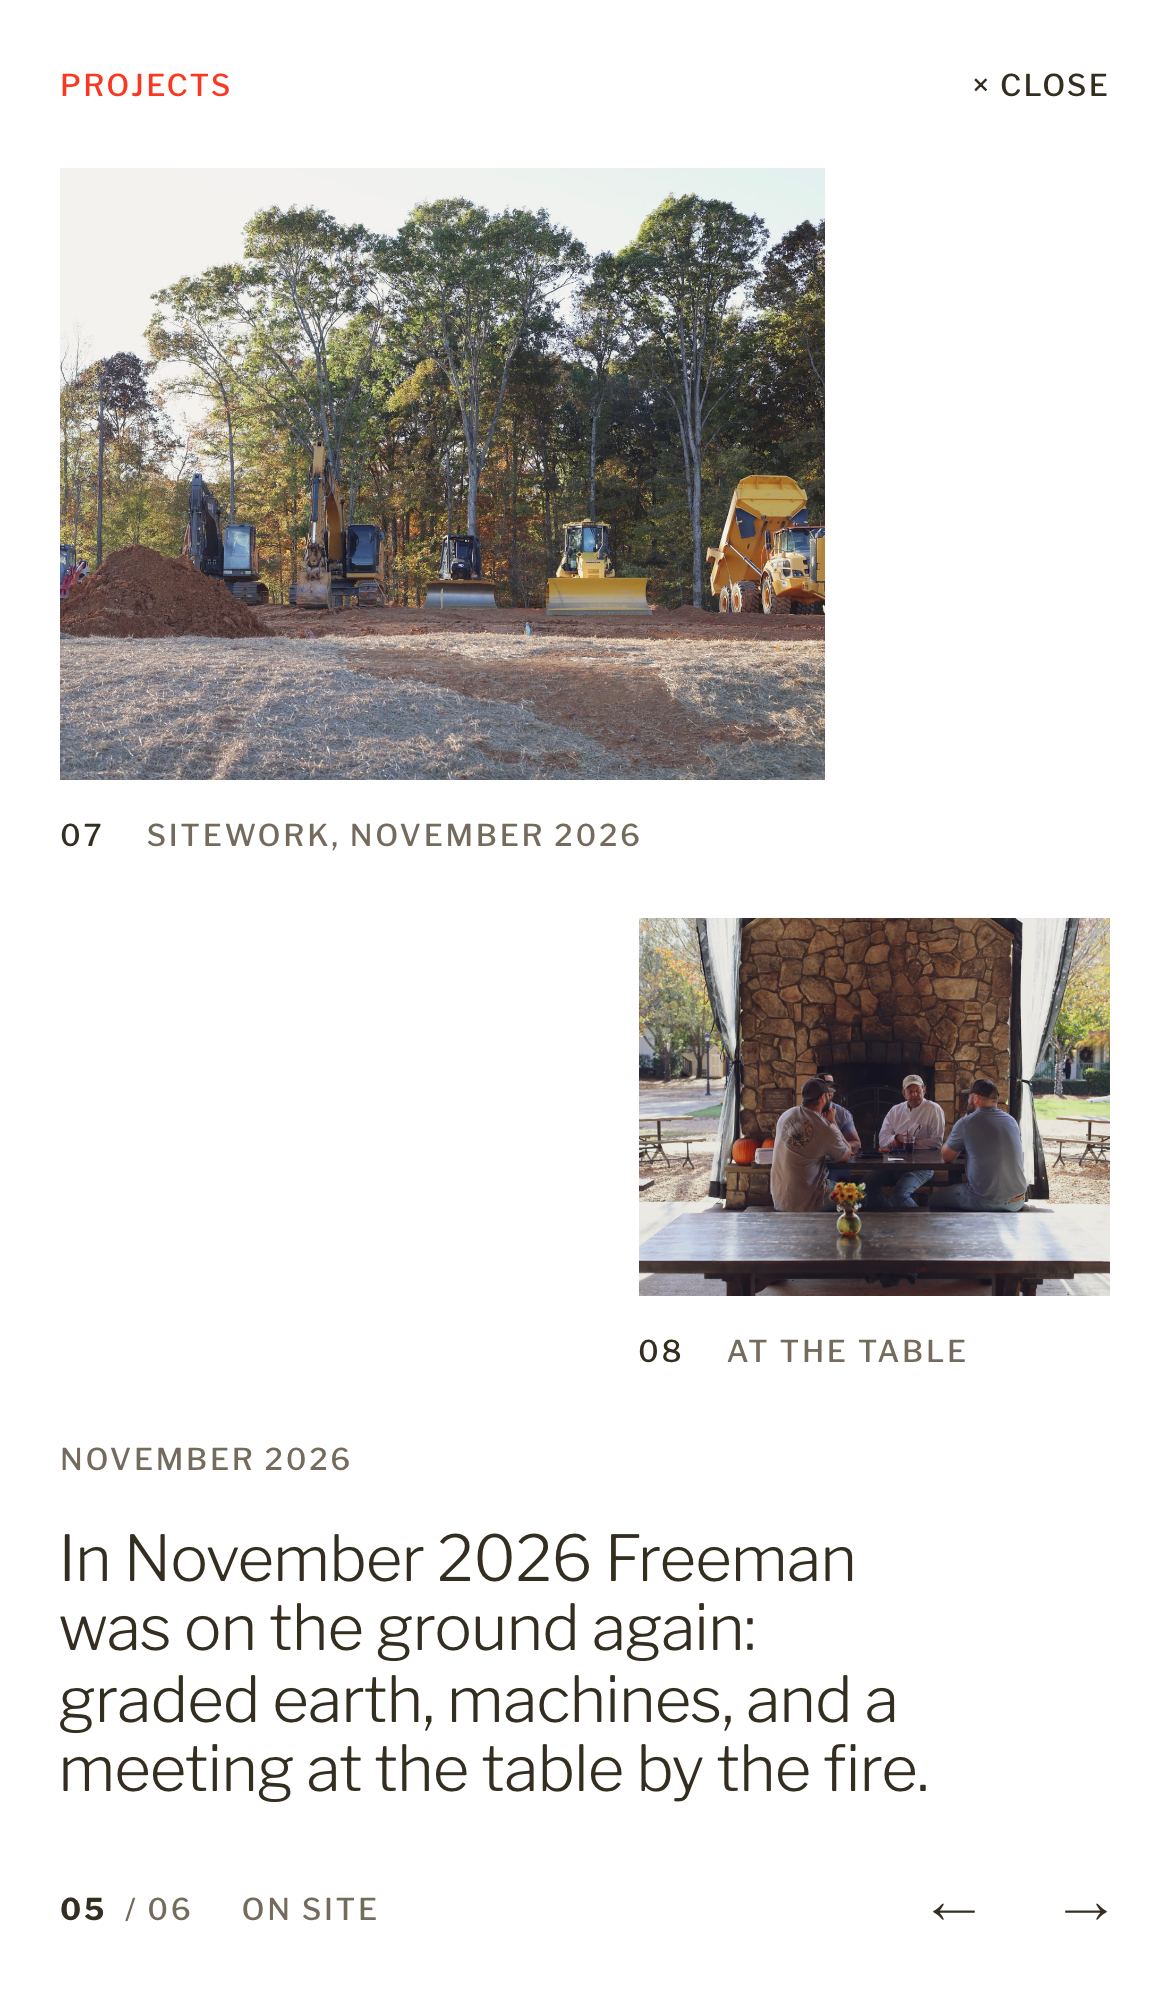 PROJECTS
× CLOSE
07 SITEWORK, NOVEMBER 2026
08 AT THE TABLE
NOVEMBER 2026
In November 2026 Freeman
was on the ground again:
graded earth, machines, and a
meeting at the table by the fire.
05 / 06 ON SITE
← →